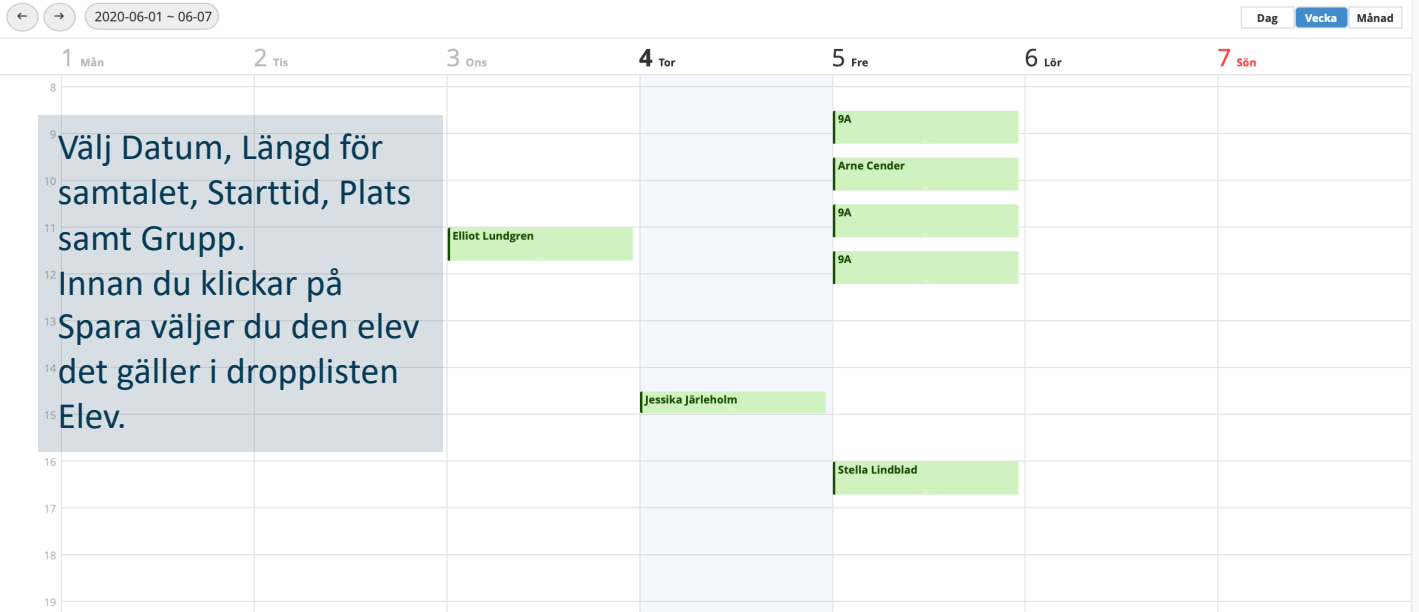 ← → 2020-06-01 ~ 06-07 Dag Vecka Månad
1 Mån 2 Tis 3 Ons 4 Tor 5 Fre 6 Lör 7 Sön
8
9
10
11
12
13
14
15
16
17
18
19
Välj Datum, Längd för
samtalet, Starttid, Plats
samt Grupp.
Innan du klickar på
Spara väljer du den elev
det gäller i dropplisten
Elev.
Elliot Lundgren
Jessika Järleholm
9A
Arne Cender
9A
9A
Stella Lindblad